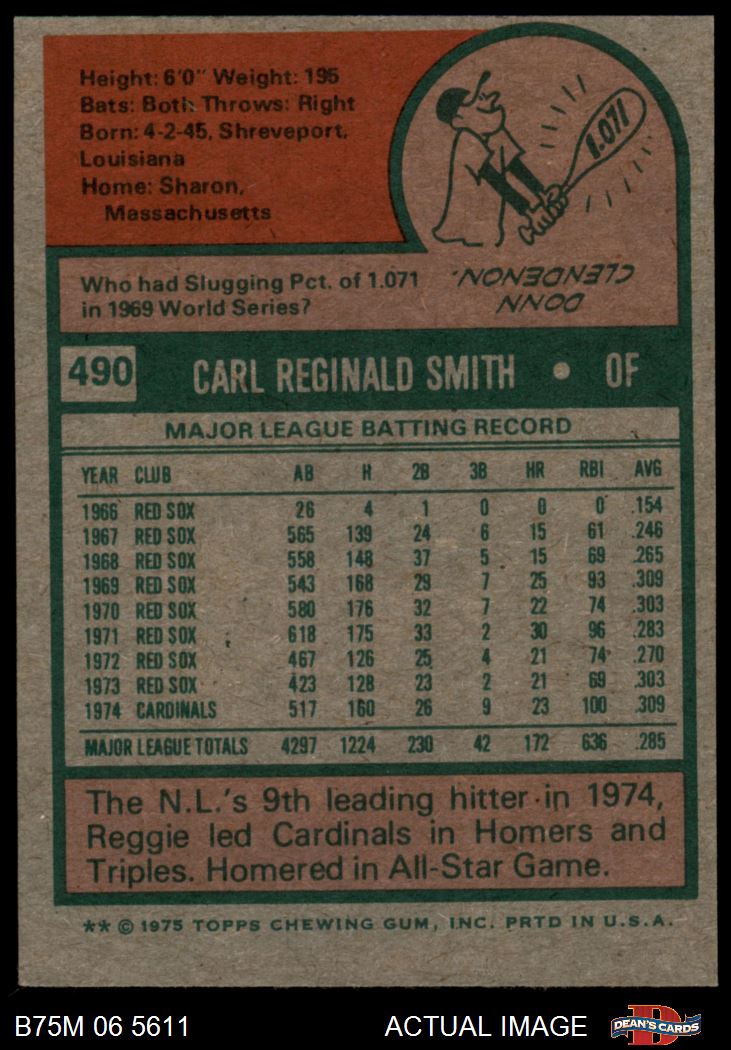 Height: 6'0" Weight: 195
Bats: Both Throws: Right
Born: 4-2-45, Shreveport,
Louisiana
Home: Sharon,
Massachusetts
1.071
Who had Slugging Pct. of 1.071
in 1969 World Series?
DONN
CLENDENON.
490 CARL REGINALD SMITH • OF
MAJOR LEAGUE BATTING RECORD
YEAR CLUB AB H 2B 3B HR RBI AVG
1966 RED SOX 26 4 1 0 0 0 .154
1967 RED SOX 565 139 24 6 15 61 .246
1968 RED SOX 558 148 37 5 15 69 .265
1969 RED SOX 543 168 29 7 25 93 .309
1970 RED SOX 580 176 32 7 22 74 .303
1971 RED SOX 618 175 33 2 30 96 .283
1972 RED SOX 467 126 25 4 21 74 .270
1973 RED SOX 423 128 23 2 21 69 .303
1974 CARDINALS 517 160 26 9 23 100 .309
MAJOR LEAGUE TOTALS 4297 1224 230 42 172 636 .285
The N.L.'s 9th leading hitter in 1974,
Reggie led Cardinals in Homers and
Triples. Homered in All-Star Game.
** © 1975 TOPPS CHEWING GUM, INC. PRTD IN U.S.A.
B75M 06 5611 ACTUAL IMAGE D DEAN'S CARDS